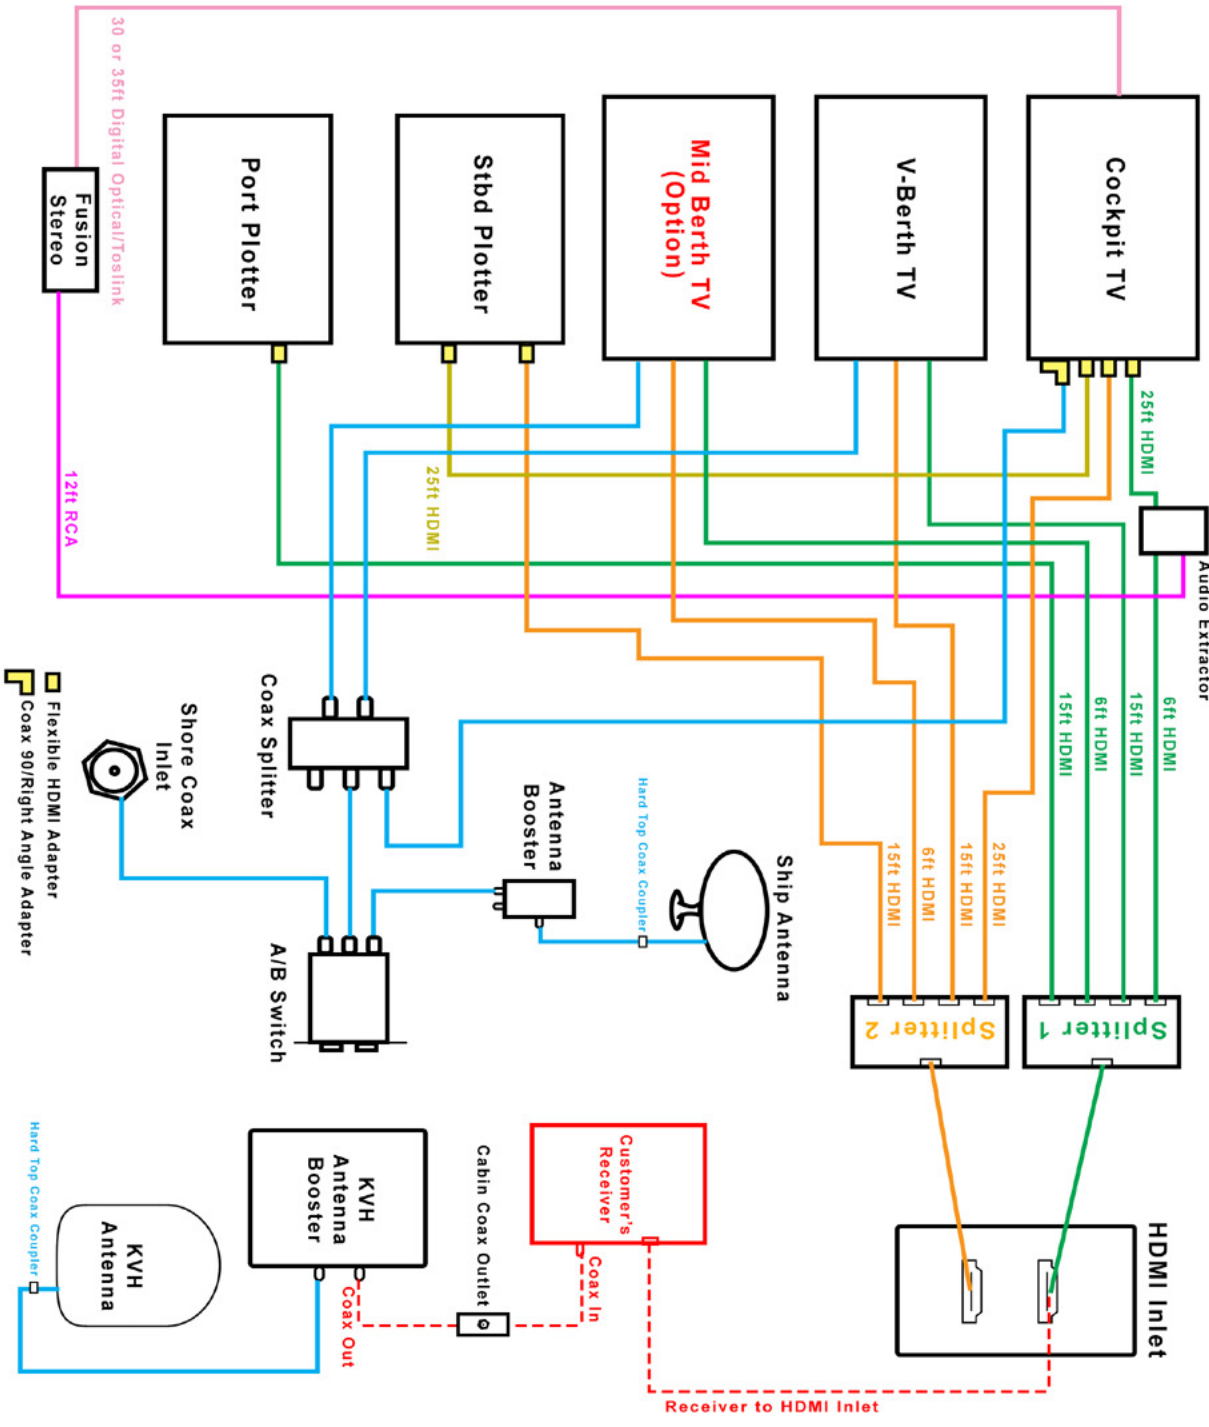 HDMI Inlet
Splitter 1
Splitter 2
6ft HDMI
15ft HDMI
6ft HDMI
15ft HDMI
25ft HDMI
15ft HDMI
6ft HDMI
15ft HDMI
Audio Extractor
25ft HDMI
Cockpit TV
V-Berth TV
Mid Berth TV
(Option)
Stbd Plotter
Port Plotter
Fusion
Stereo
30 or 35ft Digital Optical/Toslink
12ft RCA
25ft HDMI
Ship Antenna
Hard Top Coax Coupler
Antenna
Booster
Coax Splitter
Shore Coax
Inlet
A/B Switch
Flexible HDMI Adapter
Coax 90/Right Angle Adapter
Customer's
Receiver
Coax In
Receiver to HDMI Inlet
Cabin Coax Outlet
Coax Out
KVH
Antenna
Booster
KVH
Antenna
Hard Top Coax Coupler